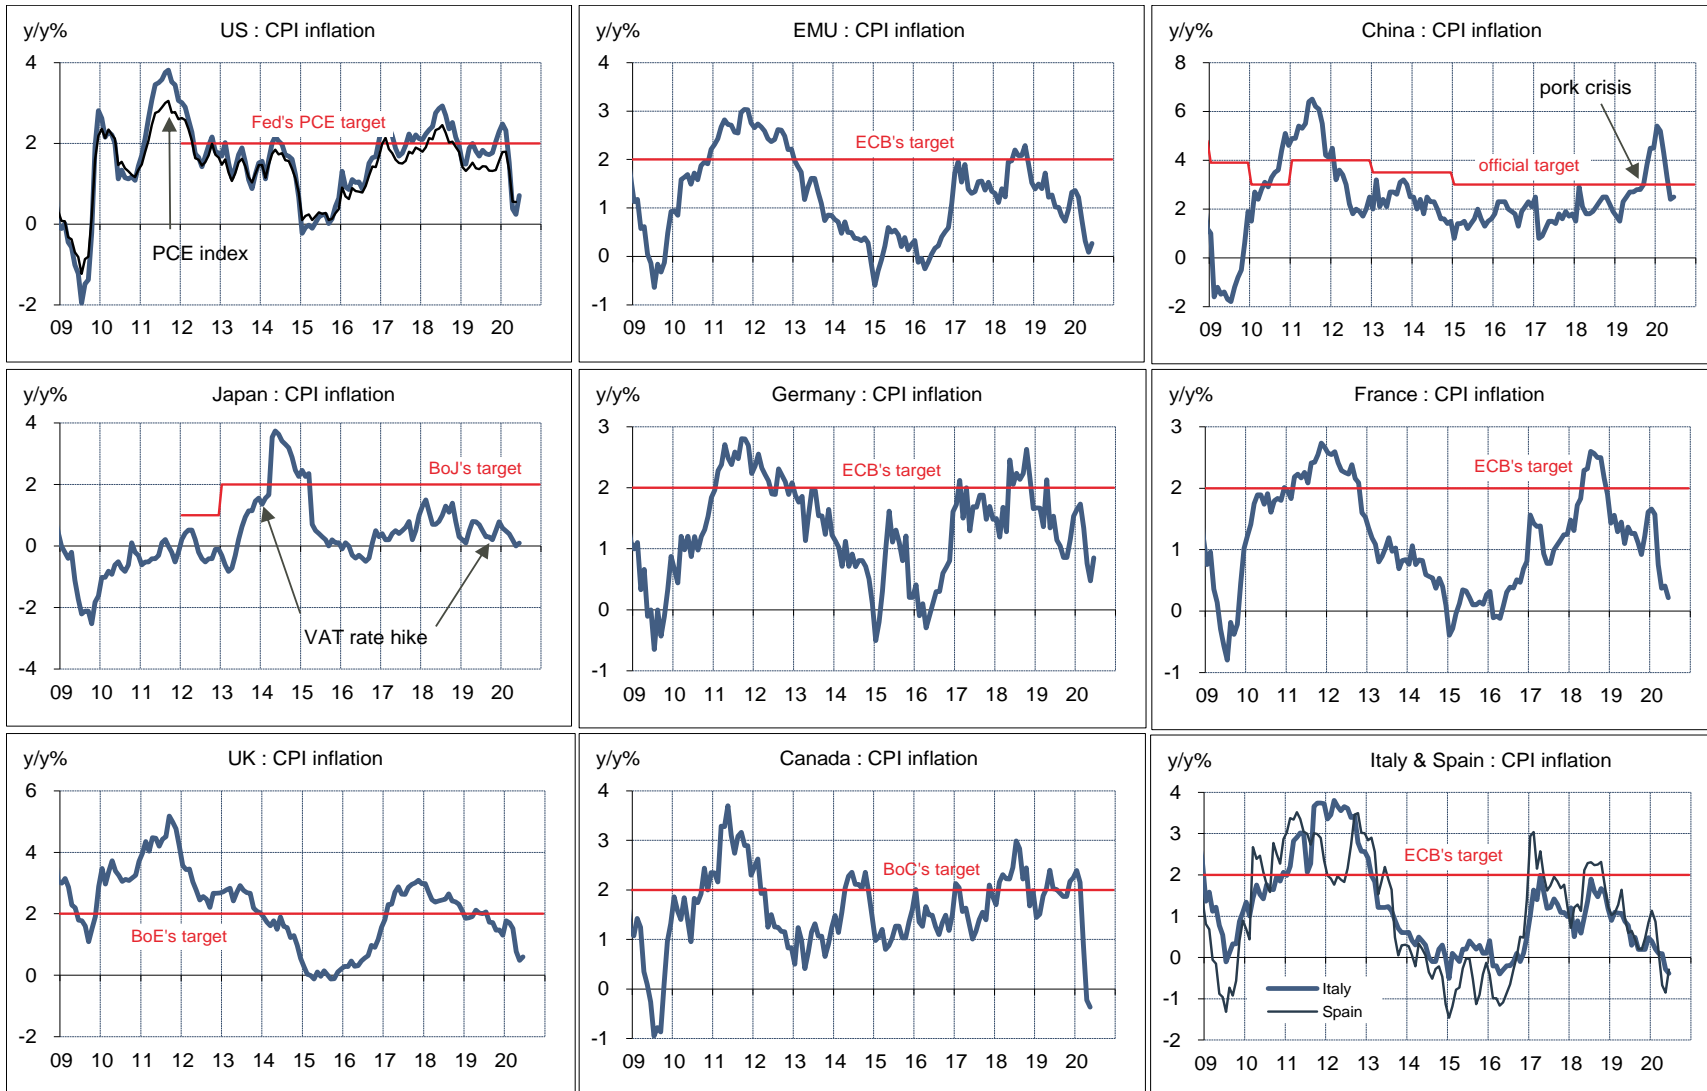 y/y%
US : CPI inflation
4
2
0
-2
Fed's PCE target
PCE index
09 10 11 12 13 14 15 16 17 18 19 20
y/y%
EMU : CPI inflation
4
3
2
1
0
-1
ECB's target
09 10 11 12 13 14 15 16 17 18 19 20
y/y%
China : CPI inflation
8
6
4
2
0
-2
pork crisis
official target
09 10 11 12 13 14 15 16 17 18 19 20
y/y%
Japan : CPI inflation
4
2
0
-2
-4
BoJ's target
VAT rate hike
09 10 11 12 13 14 15 16 17 18 19 20
y/y%
Germany : CPI inflation
3
2
1
0
-1
ECB's target
09 10 11 12 13 14 15 16 17 18 19 20
y/y%
France : CPI inflation
3
2
1
0
-1
ECB's target
09 10 11 12 13 14 15 16 17 18 19 20
y/y%
UK : CPI inflation
6
4
2
0
-2
BoE's target
09 10 11 12 13 14 15 16 17 18 19 20
y/y%
Canada : CPI inflation
4
3
2
1
0
-1
BoC's target
09 10 11 12 13 14 15 16 17 18 19 20
y/y%
Italy & Spain : CPI inflation
4
3
2
1
0
-1
-2
ECB's target
Italy
Spain
09 10 11 12 13 14 15 16 17 18 19 20